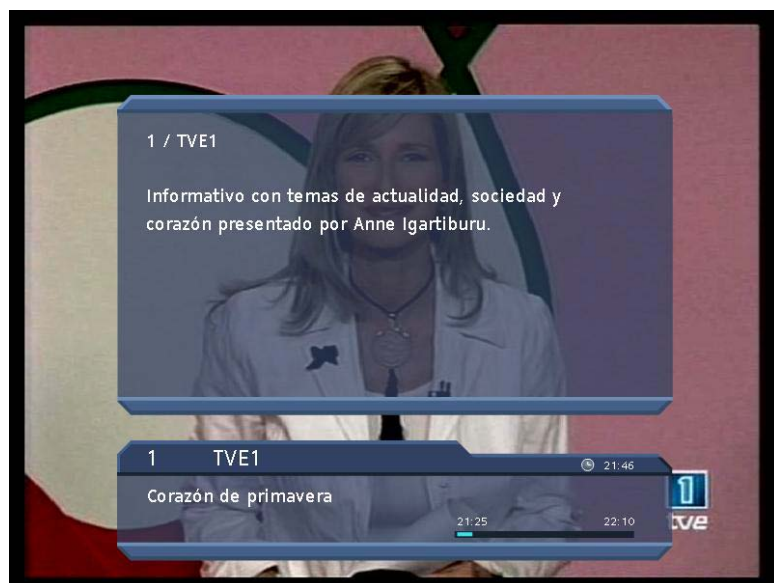 1 / TVE1
Informativo con temas de actualidad, sociedad y
corazón presentado por Anne Igartiburu.
1 TVE1
21:46
Corazón de primavera
21:25 22:10
1
tve